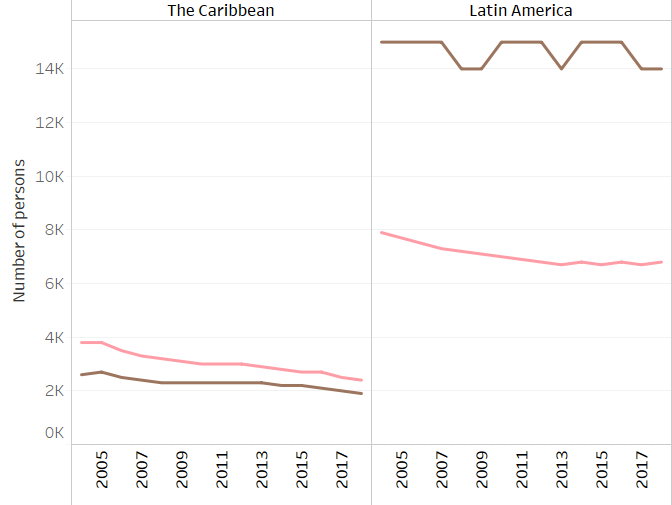 The Caribbean
Latin America
Number of persons
14K
12K
10K
8K
6K
4K
2K
0K
2005
2007
2009
2011
2013
2015
2017
2005
2007
2009
2011
2013
2015
2017